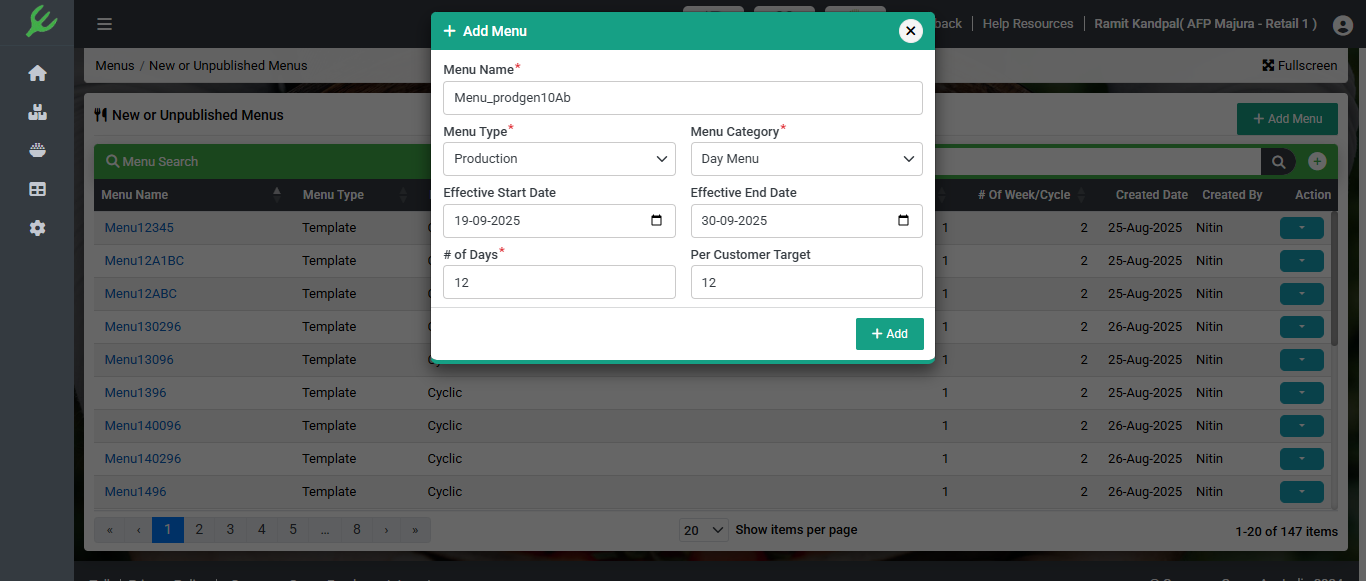 back
Help Resources
Ramit Kandpal( AFP Majura - Retail 1 )
+ Add Menu
Menus / New or Unpublished Menus
Fullscreen
Menu Name*
Menu_prodgen10Ab
New or Unpublished Menus
+ Add Menu
Menu Type*
Menu Category*
Production
Day Menu
Menu Search
Effective Start Date
Effective End Date
19-09-2025
30-09-2025
# of Days*
Per Customer Target
12
12
+ Add
Menu Name Menu Type # Of Week/Cycle Created Date Created By Action
Menu12345 Template 1 2 25-Aug-2025 Nitin
Menu12A1BC Template 1 2 25-Aug-2025 Nitin
Menu12ABC Template 1 2 25-Aug-2025 Nitin
Menu130296 Template 1 2 26-Aug-2025 Nitin
Menu13096 Template Cyclic 1 2 25-Aug-2025 Nitin
Menu1396 Template Cyclic 1 2 25-Aug-2025 Nitin
Menu140096 Template Cyclic 1 2 26-Aug-2025 Nitin
Menu140296 Template Cyclic 1 2 26-Aug-2025 Nitin
Menu1496 Template Cyclic 1 2 26-Aug-2025 Nitin
« ‹ 1 2 3 4 5 ... 8 › »
20 Show items per page
1-20 of 147 items